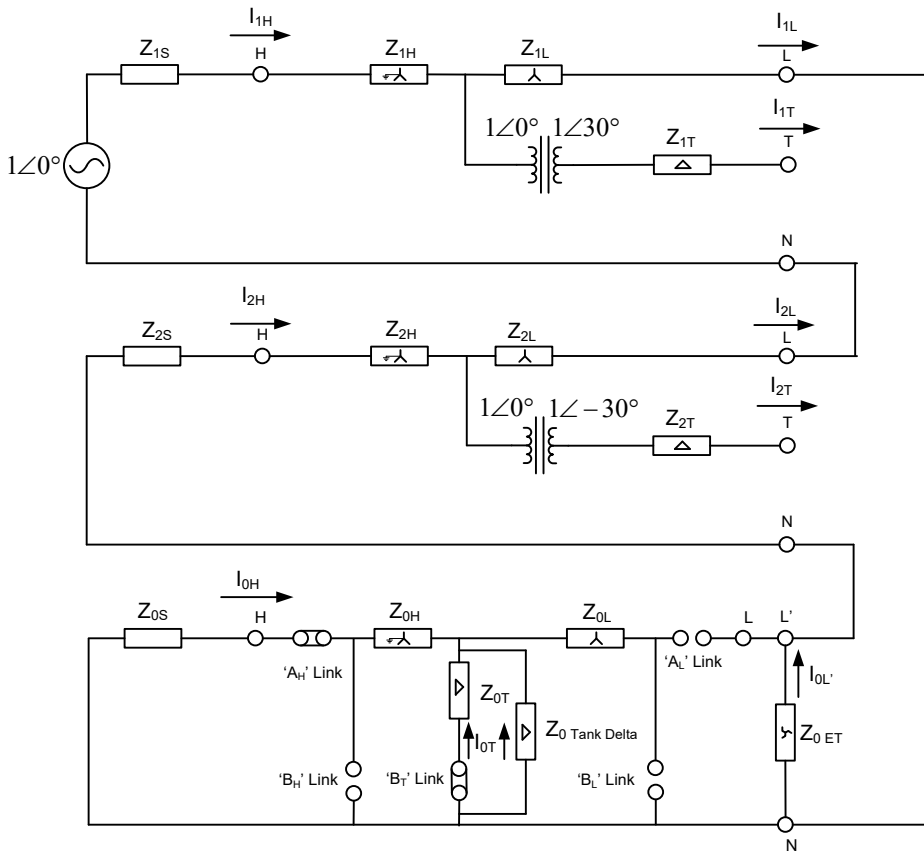 I1H
I1L
Z1S
H
Z1H
Z1L
L
I1T
1∠0°
1∠30°
Z1T
T
1∠0°
N
I2H
I2L
Z2S
H
Z2H
Z2L
L
I2T
1∠0°
1∠−30°
Z2T
T
N
I0H
Z0S
H
Z0H
Z0L
L
L'
'AH' Link
'AL' Link
I0L'
Z0T
Z0 Tank Delta
Z0 ET
I0T
'BH' Link
'BT' Link
'BL' Link
N